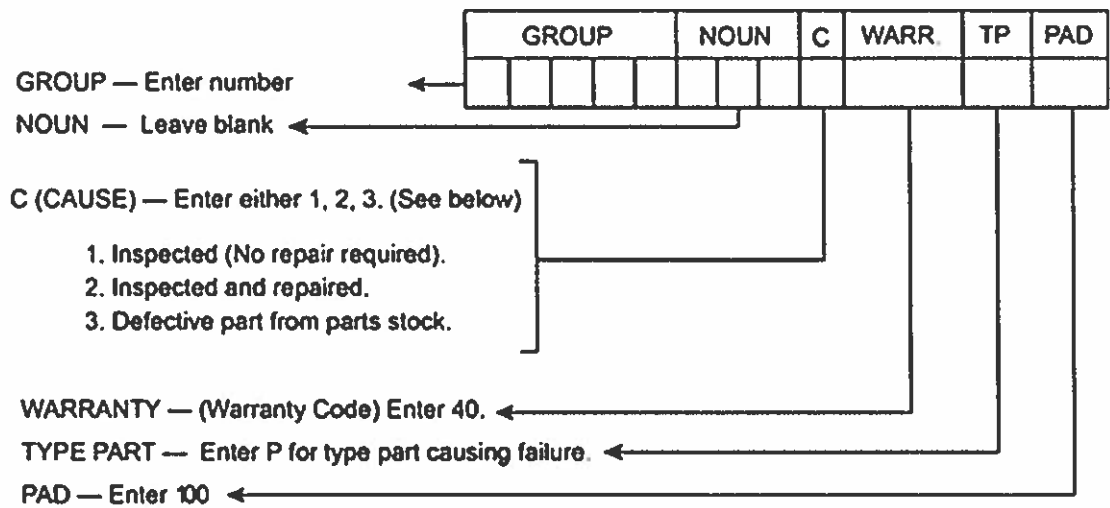 GROUP NOUN C WARR. TP PAD
GROUP — Enter number
NOUN — Leave blank
C (CAUSE) — Enter either 1, 2, 3. (See below)
1. Inspected (No repair required).
2. Inspected and repaired.
3. Defective part from parts stock.
WARRANTY — (Warranty Code) Enter 40.
TYPE PART — Enter P for type part causing failure.
PAD — Enter 100